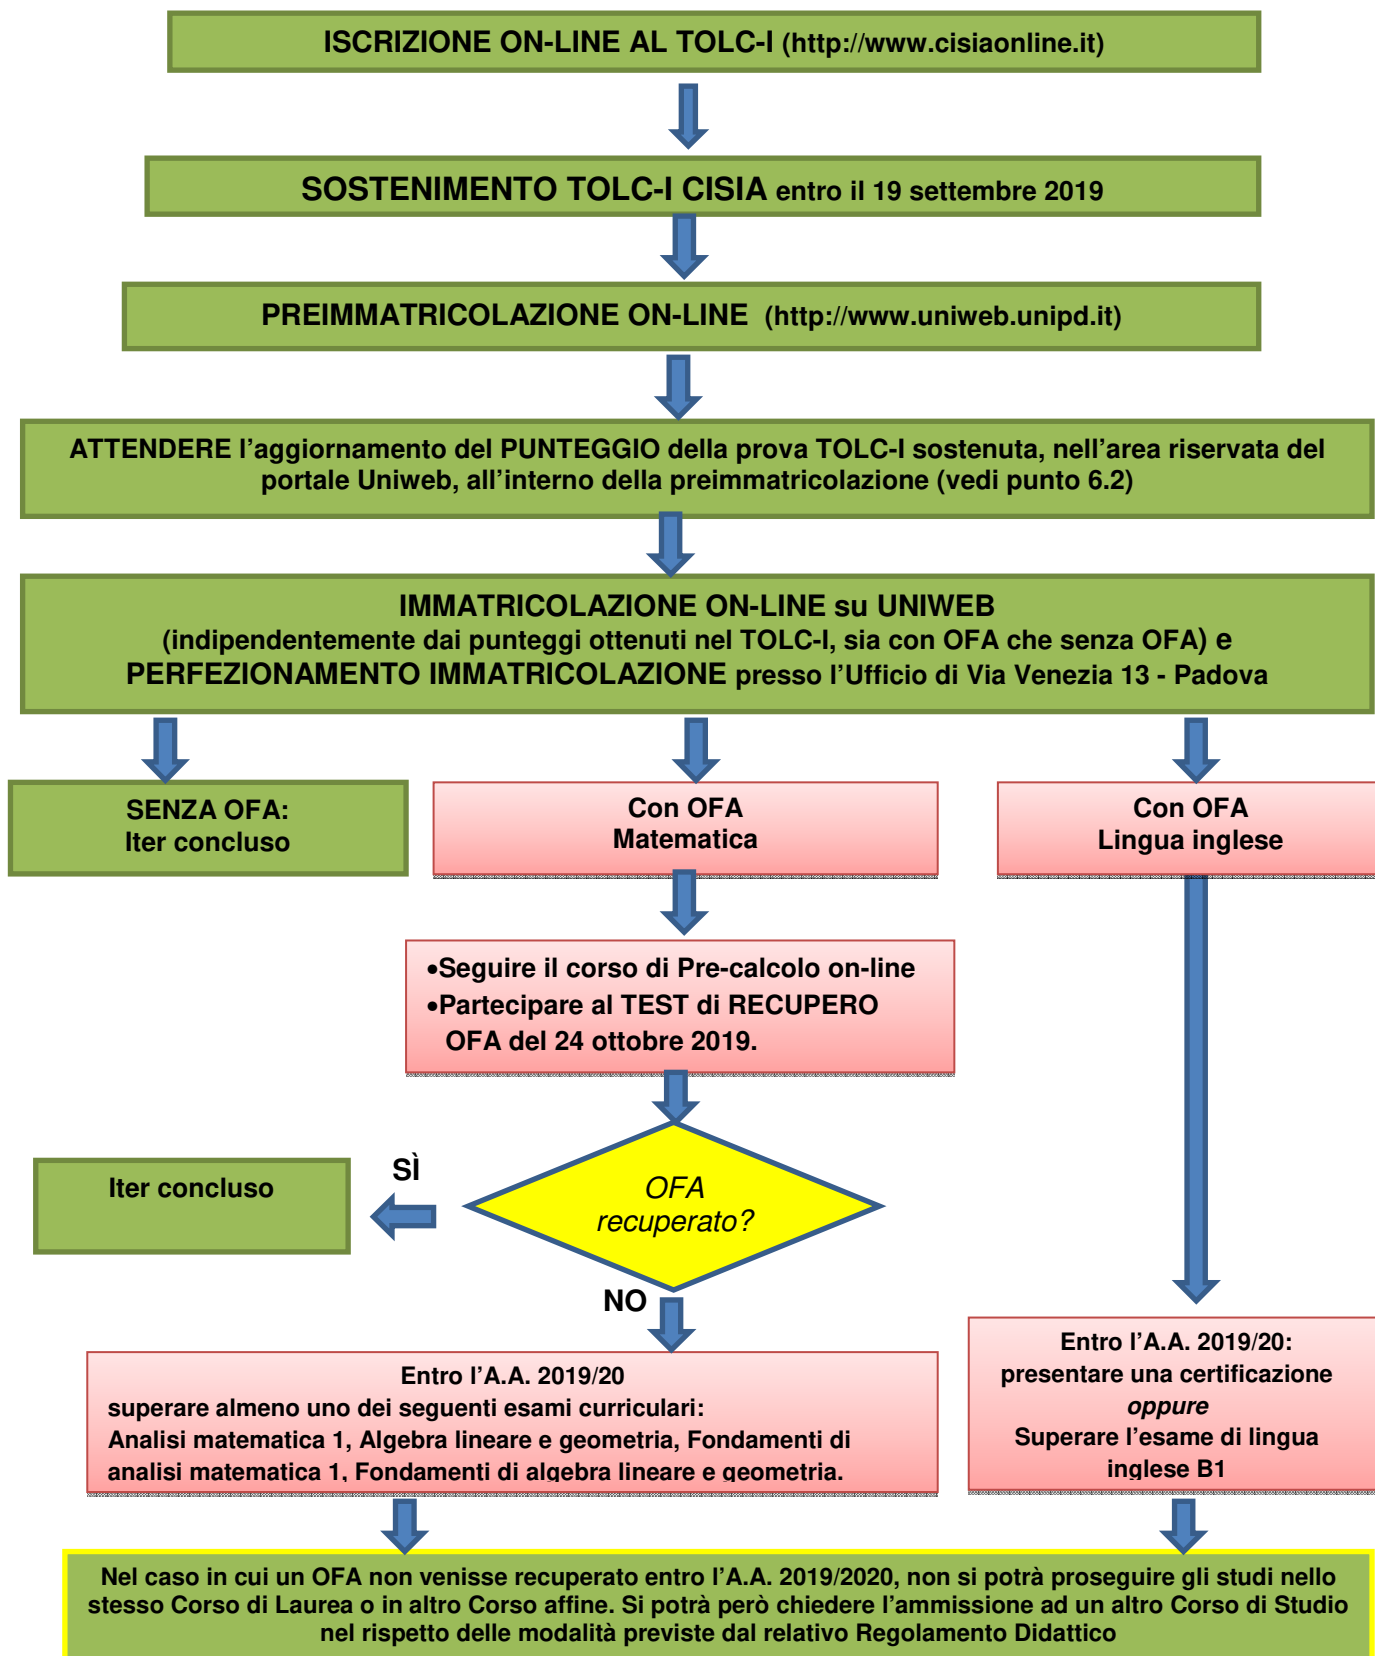 ISCRIZIONE ON-LINE AL TOLC-I (http://www.cisiaonline.it)
SOSTENIMENTO TOLC-I CISIA entro il 19 settembre 2019
PREIMMATRICOLAZIONE ON-LINE (http://www.uniweb.unipd.it)
ATTENDERE l’aggiornamento del PUNTEGGIO della prova TOLC-I sostenuta, nell’area riservata del
portale Uniweb, all’interno della preimmatricolazione (vedi punto 6.2)
IMMATRICOLAZIONE ON-LINE su UNIWEB
(indipendentemente dai punteggi ottenuti nel TOLC-I, sia con OFA che senza OFA) e
PERFEZIONAMENTO IMMATRICOLAZIONE presso l’Ufficio di Via Venezia 13 - Padova
SENZA OFA:
Iter concluso
Con OFA
Matematica
Con OFA
Lingua inglese
•Seguire il corso di Pre-calcolo on-line
•Partecipare al TEST di RECUPERO
OFA del 24 ottobre 2019.
OFA
recuperato?
SÌ
Iter concluso
NO
Entro l’A.A. 2019/20
superare almeno uno dei seguenti esami curriculari:
Analisi matematica 1, Algebra lineare e geometria, Fondamenti di
analisi matematica 1, Fondamenti di algebra lineare e geometria.
Entro l’A.A. 2019/20:
presentare una certificazione
oppure
Superare l’esame di lingua
inglese B1
Nel caso in cui un OFA non venisse recuperato entro l’A.A. 2019/2020, non si potrà proseguire gli studi nello
stesso Corso di Laurea o in altro Corso affine. Si potrà però chiedere l’ammissione ad un altro Corso di Studio
nel rispetto delle modalità previste dal relativo Regolamento Didattico